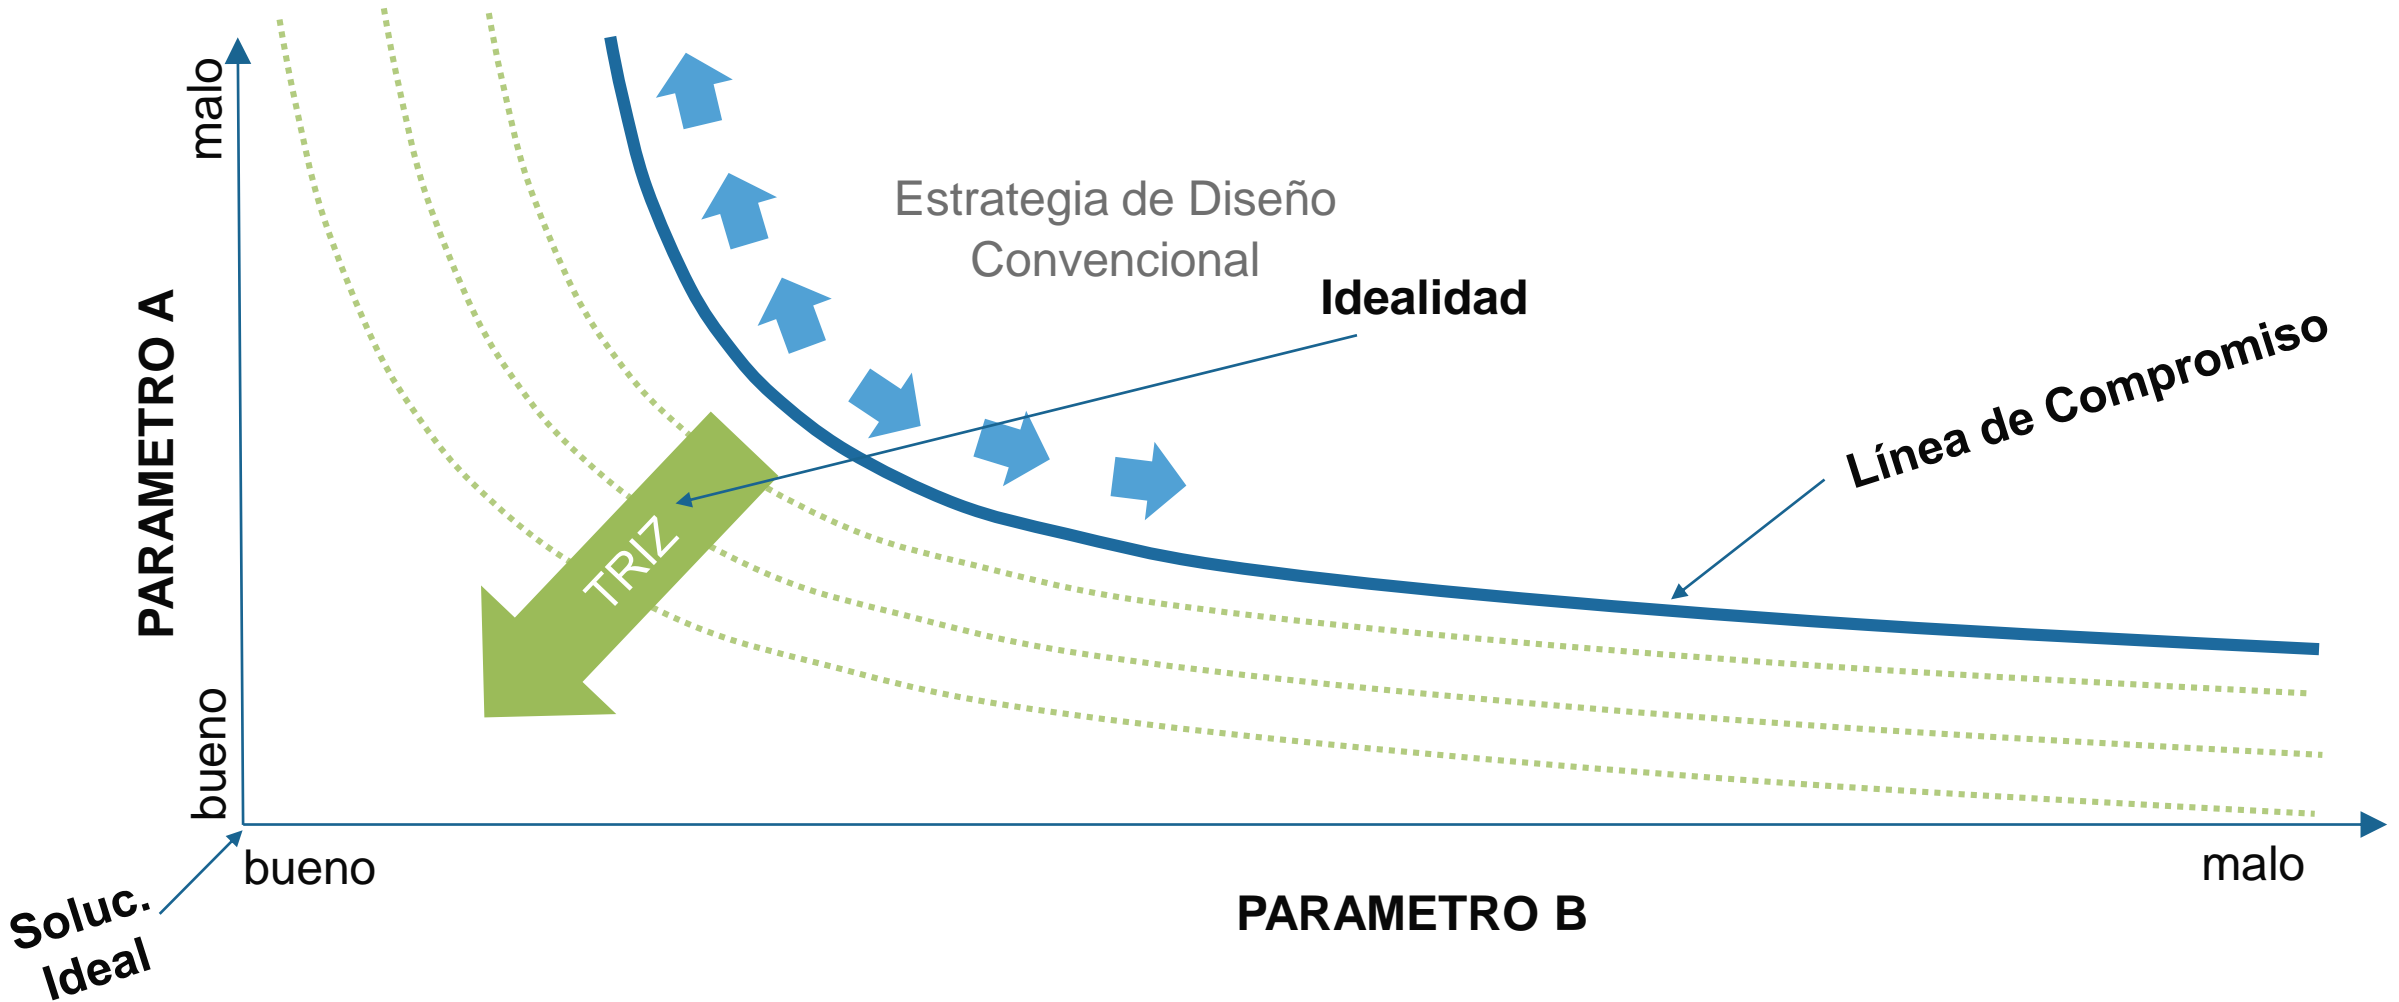 malo
Estrategia de Diseño
Convencional
Idealidad
Línea de Compromiso
PARAMETRO A
TRIZ
bueno
bueno
malo
Soluc.
Ideal
PARAMETRO B